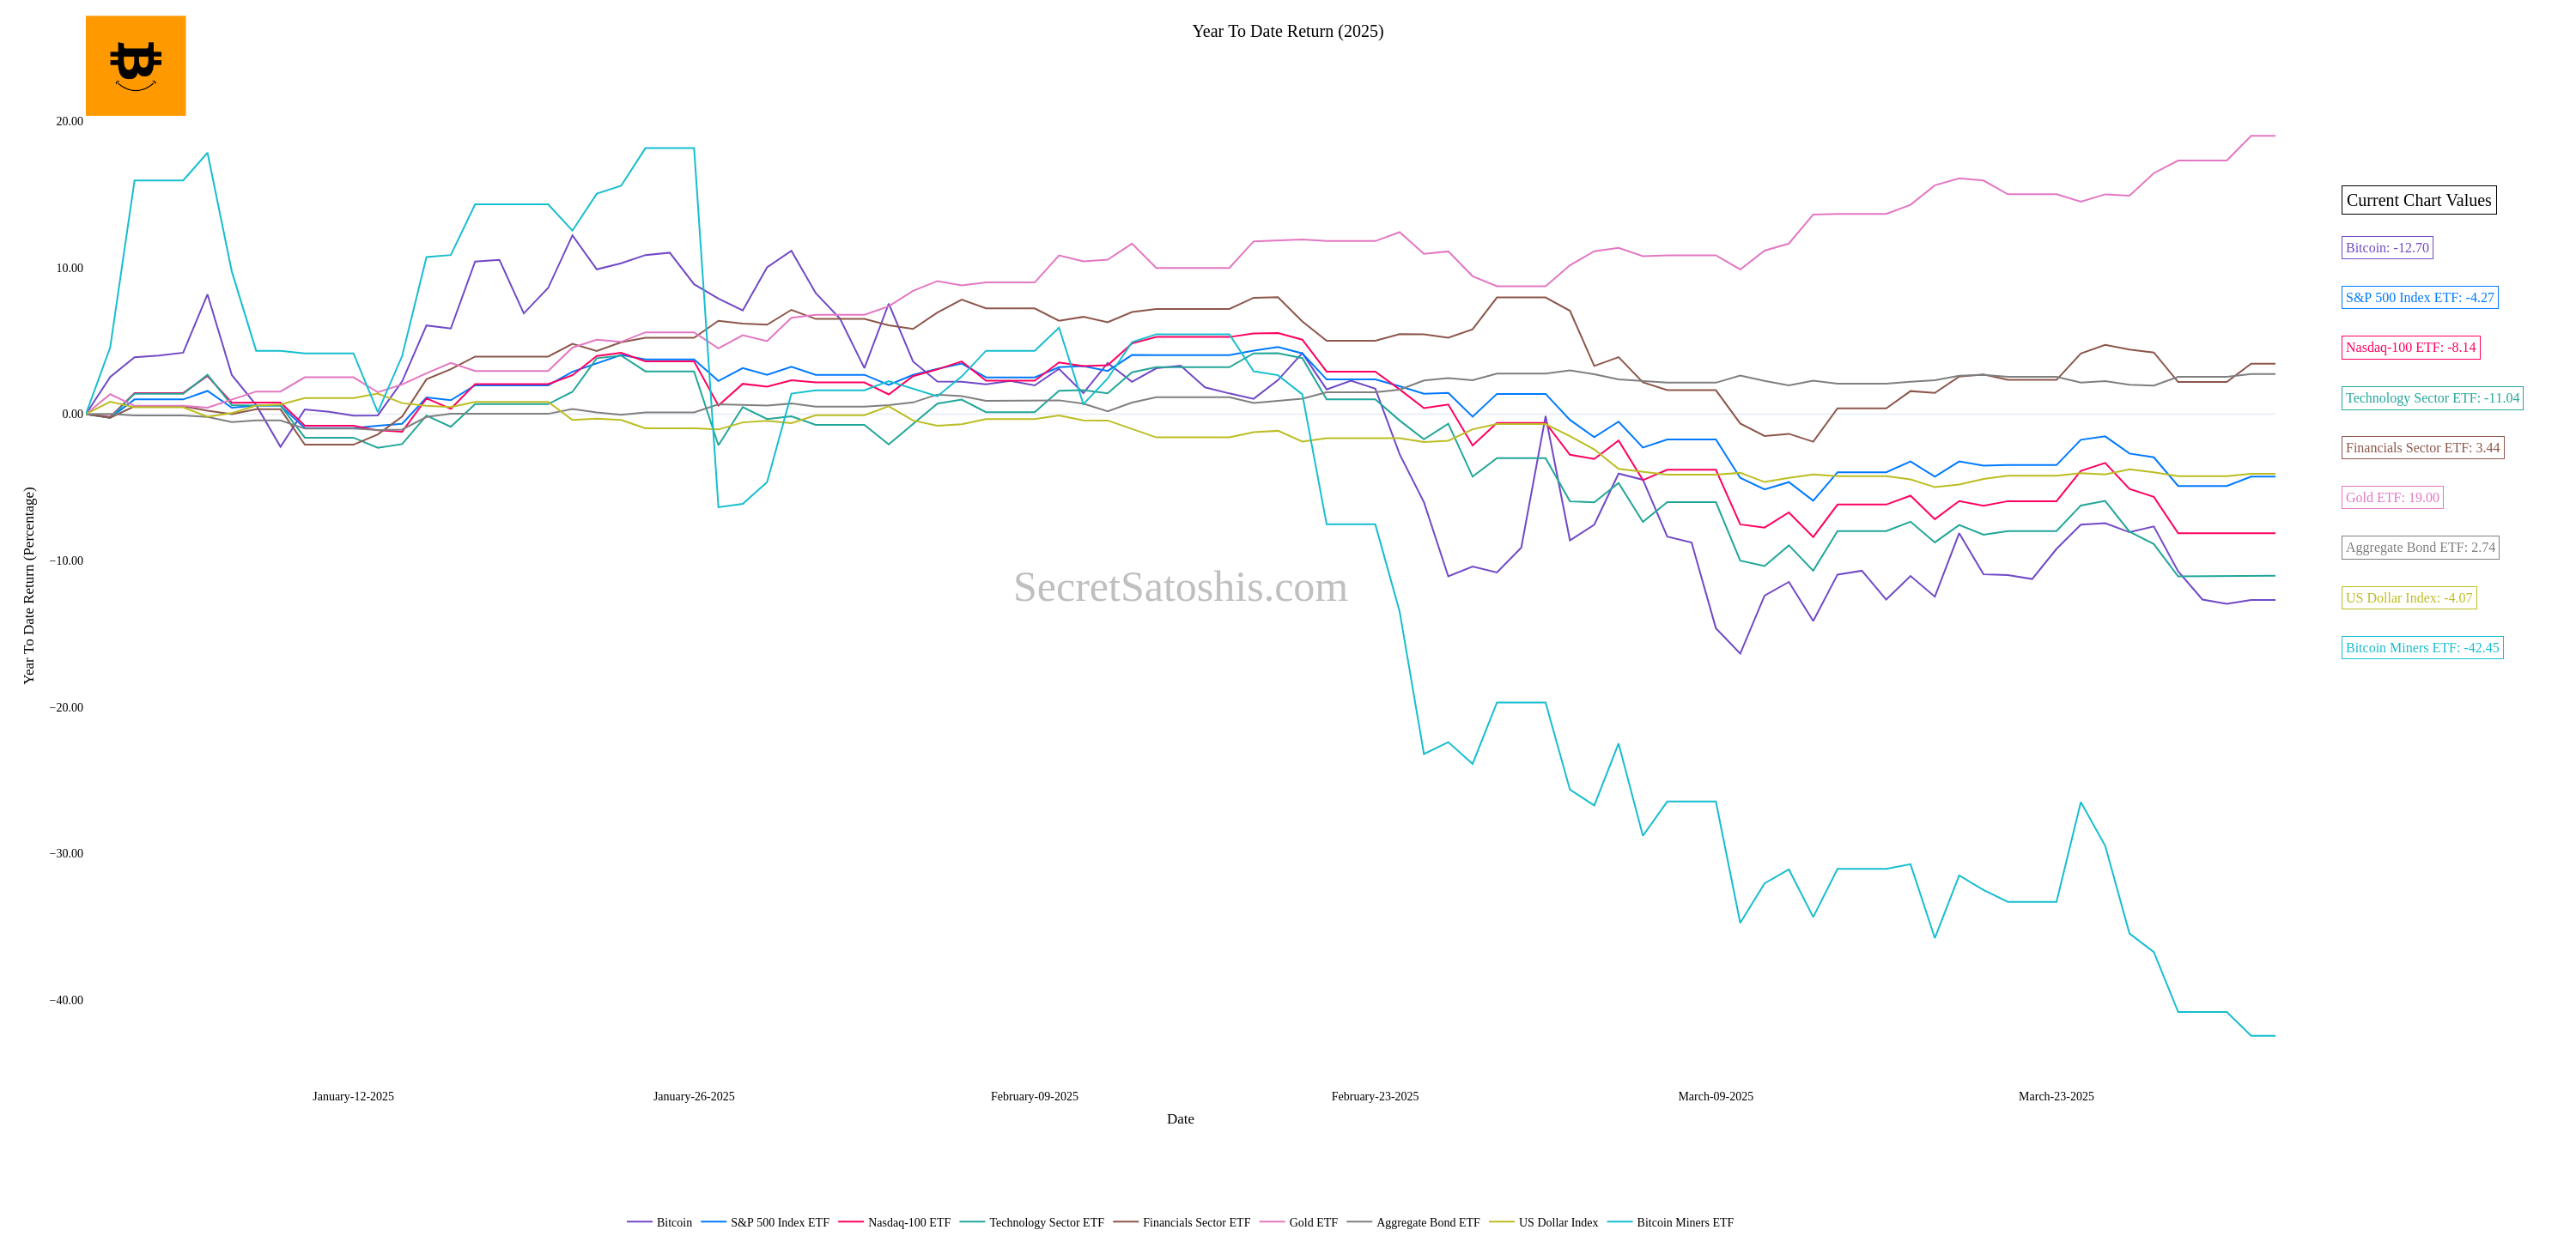 Year To Date Return (2025)
20.00
10.00
0.00
−10.00
−20.00
−30.00
−40.00
Year To Date Return (Percentage)
SecretSatoshis.com
Current Chart Values
Bitcoin: -12.70
S&P 500 Index ETF: -4.27
Nasdaq-100 ETF: -8.14
Technology Sector ETF: -11.04
Financials Sector ETF: 3.44
Gold ETF: 19.00
Aggregate Bond ETF: 2.74
US Dollar Index: -4.07
Bitcoin Miners ETF: -42.45
January-12-2025 January-26-2025 February-09-2025 February-23-2025 March-09-2025 March-23-2025
Date
Bitcoin S&P 500 Index ETF Nasdaq-100 ETF Technology Sector ETF Financials Sector ETF Gold ETF Aggregate Bond ETF US Dollar Index Bitcoin Miners ETF